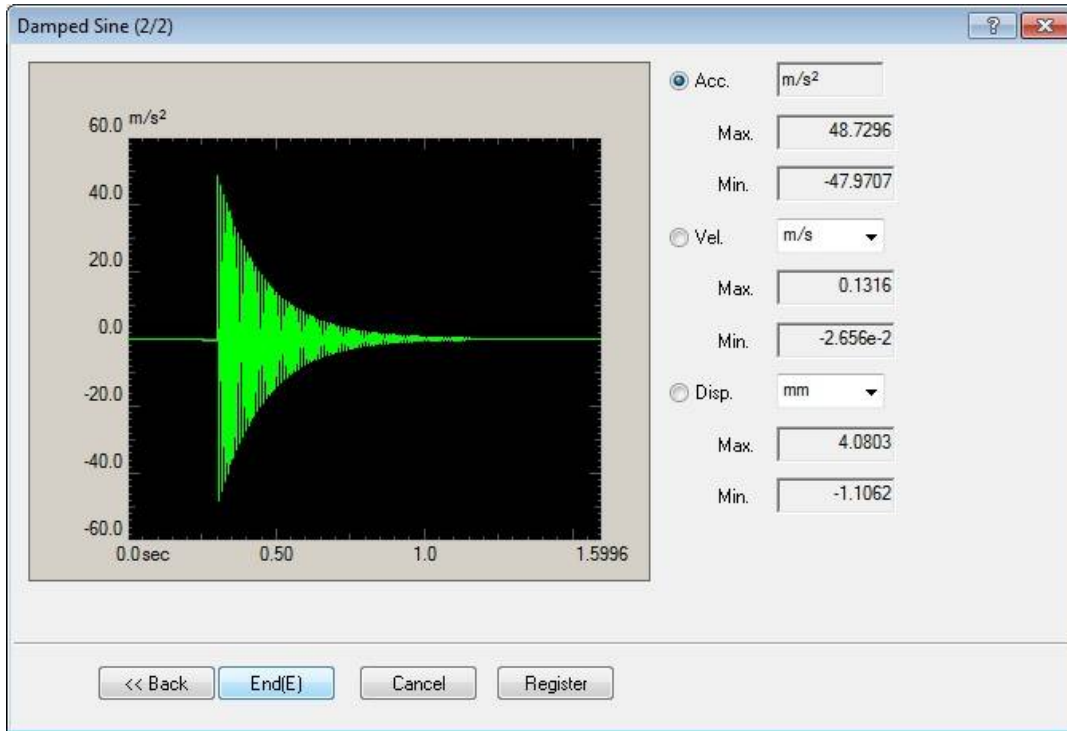 Damped Sine (2/2)
m/s²
60.0
40.0
20.0
0.0
-20.0
-40.0
-60.0
0.0sec 0.50 1.0 1.5996
Acc. m/s²
Max. 48.7296
Min. -47.9707
Vel. m/s
Max. 0.1316
Min. -2.656e-2
Disp. mm
Max. 4.0803
Min. -1.1062
<< Back End(E) Cancel Register